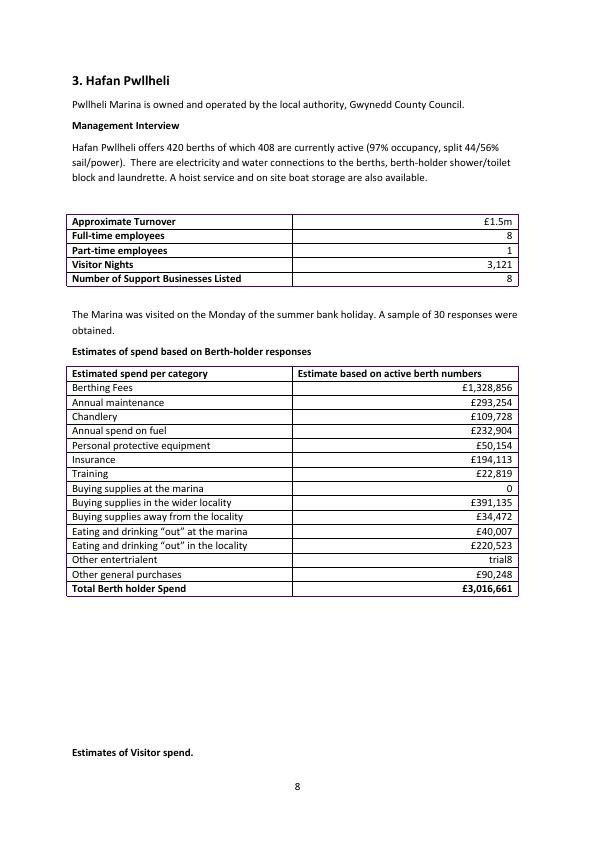 3. Hafan Pwllheli
Pwllheli Marina is owned and operated by the local authority, Gwynedd County Council.
Management Interview
Hafan Pwllheli offers 420 berths of which 408 are currently active (97% occupancy, split 44/56%
sail/power).  There are electricity and water connections to the berths, berth-holder shower/toilet
block and laundrette. A hoist service and on site boat storage are also available.
Approximate Turnover £1.5m
Full-time employees 8
Part-time employees 1
Visitor Nights 3,121
Number of Support Businesses Listed 8
The Marina was visited on the Monday of the summer bank holiday. A sample of 30 responses were
obtained.
Estimates of spend based on Berth-holder responses
Estimated spend per category Estimate based on active berth numbers
Berthing Fees £1,328,856
Annual maintenance £293,254
Chandlery £109,728
Annual spend on fuel £232,904
Personal protective equipment £50,154
Insurance £194,113
Training £22,819
Buying supplies at the marina 0
Buying supplies in the wider locality £391,135
Buying supplies away from the locality £34,472
Eating and drinking “out” at the marina £40,007
Eating and drinking “out” in the locality £220,523
Other entertrialent trial8
Other general purchases £90,248
Total Berth holder Spend £3,016,661
Estimates of Visitor spend.
8